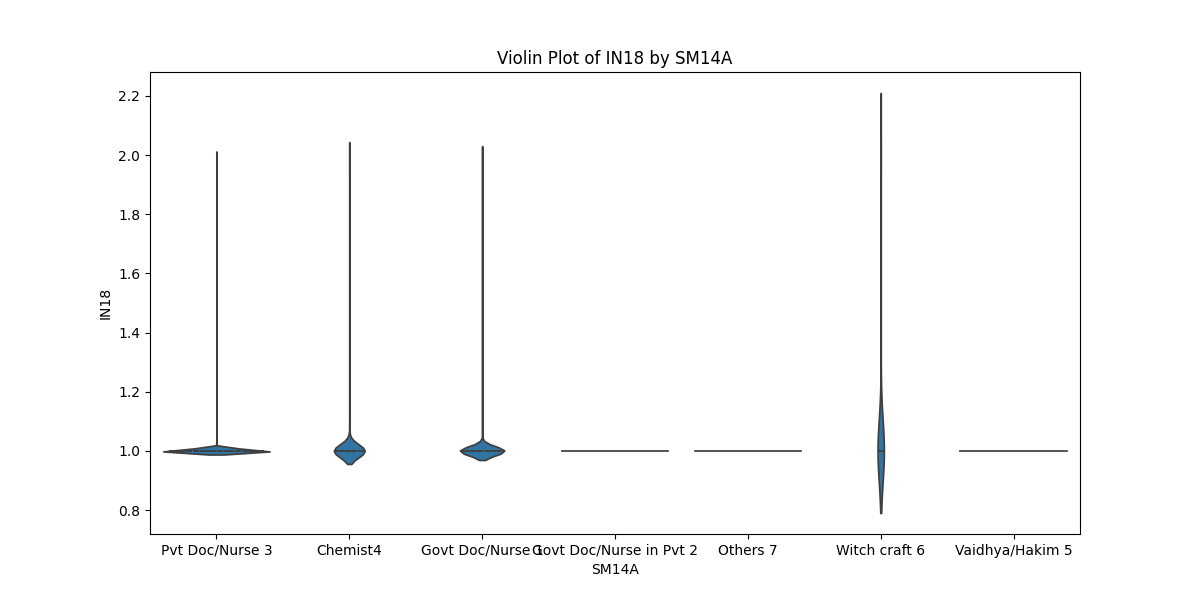 Violin Plot of IN18 by SM14A
2.2
2.0
1.8
1.6
1.4
1.2
1.0
0.8
IN18
Pvt Doc/Nurse 3
Chemist4
Govt Doc/Nurse 1
Govt Doc/Nurse in Pvt 2
Others 7
Witch craft 6
Vaidhya/Hakim 5
SM14A